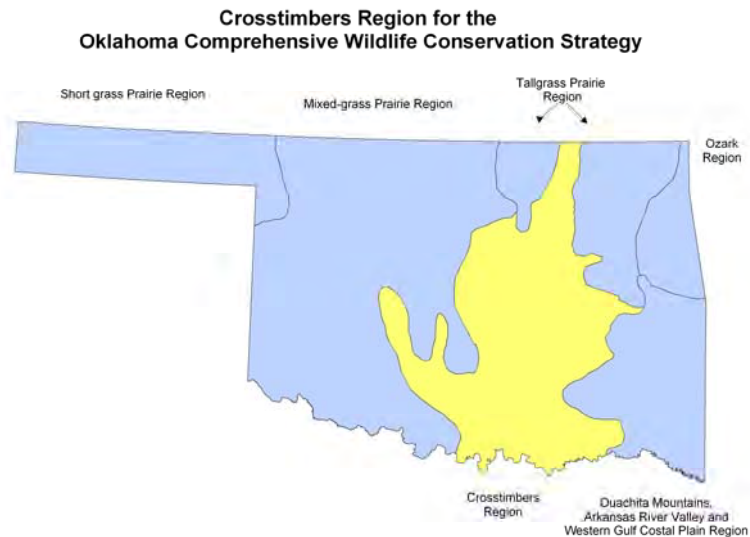 Crosstimbers Region for the
Oklahoma Comprehensive Wildlife Conservation Strategy
Short grass Prairie Region
Mixed-grass Prairie Region
Tallgrass Prairie
Region
Ozark
Region
Crosstimbers
Region
Ouachita Mountains,
Arkansas River Valley and
Western Gulf Costal Plain Region